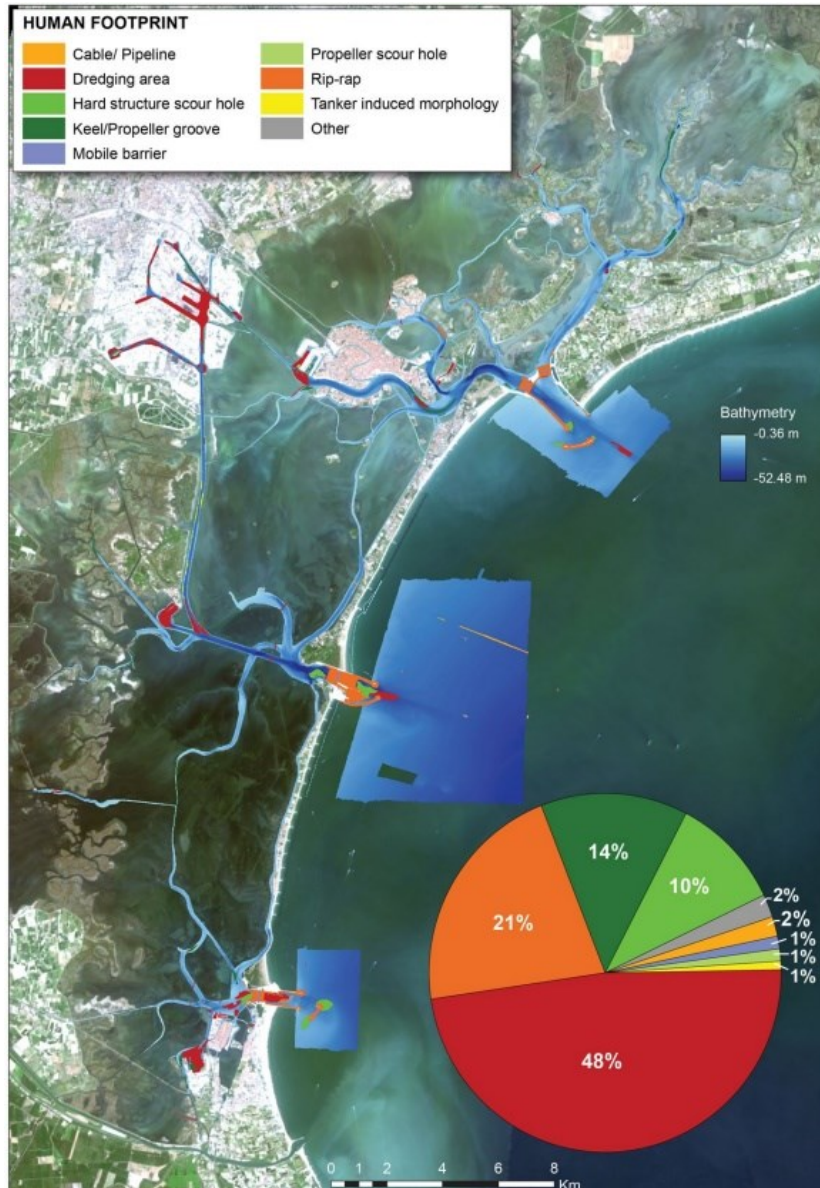 HUMAN FOOTPRINT
Cable/ Pipeline
Dredging area
Hard structure scour hole
Keel/Propeller groove
Mobile barrier
Propeller scour hole
Rip-rap
Tanker induced morphology
Other
Bathymetry
-0.36 m
-52.48 m
14%
10%
21%
2%
2%
1%
1%
1%
48%
0 1 2 4 6 8
Km